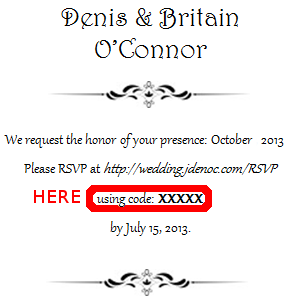 Denis & Britain
O'Connor
We request the honor of your presence: October 2013
Please RSVP at http://wedding.jdenoc.com/RSVP
HERE using code: XXXXX
by July 15, 2013.